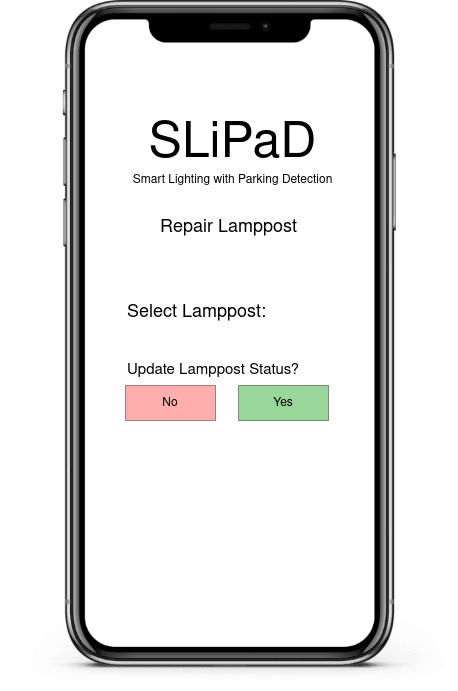 SLiPaD
Smart Lighting with Parking Detection
Repair Lamppost
Select Lamppost:
Update Lamppost Status?
No Yes